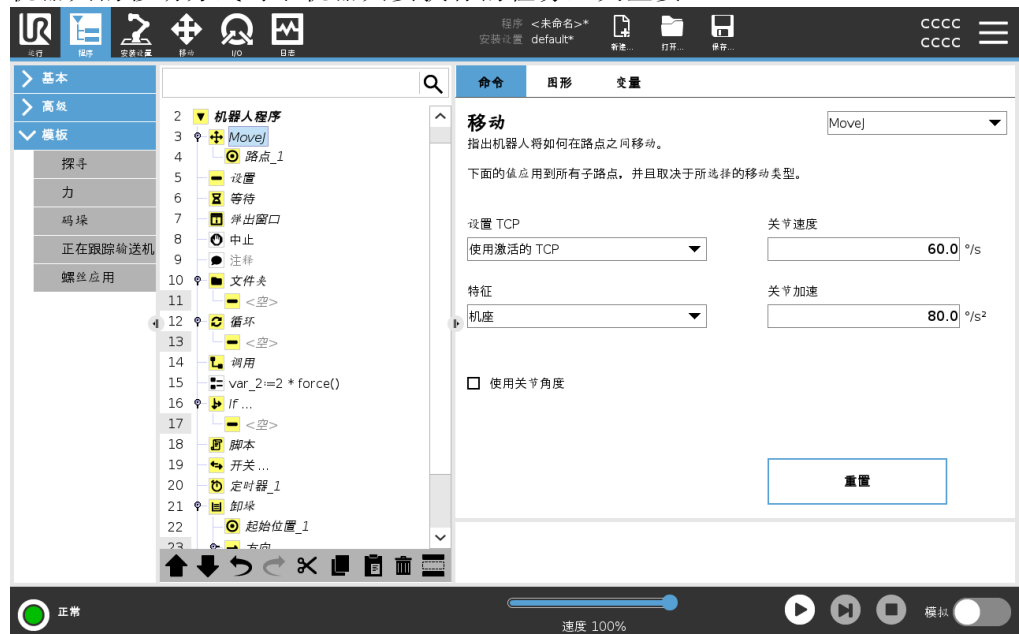 UR
运行
程序
安装设置
移动
I/O
日志
程序 <未命名>*
安装设置 default*
新建...
打开...
保存...
CCCC
CCCC
基本
高级
模板
探寻
力
码垛
正在跟踪输送机
螺丝应用
2 机器人程序
3 MoveJ
4 路点_1
5 设置
6 等待
7 弹出窗口
8 中止
9 注释
10 文件夹
11 <空>
12 循环
13 <空>
14 调用
15 var_2:=2 * force()
16 If ...
17 <空>
18 脚本
19 开关 ...
20 定时器_1
21 卸垛
22 起始位置_1
23 方向
命令 图形 变量
移动
MoveJ
指出机器人将如何在路点之间移动。
下面的值应用到所有子路点，并且取决于所选择的移动类型。
设置 TCP
使用激活的 TCP
关节速度
60.0 °/s
特征
机座
关节加速
80.0 °/s²
使用关节角度
重置
正常
速度 100%
模拟